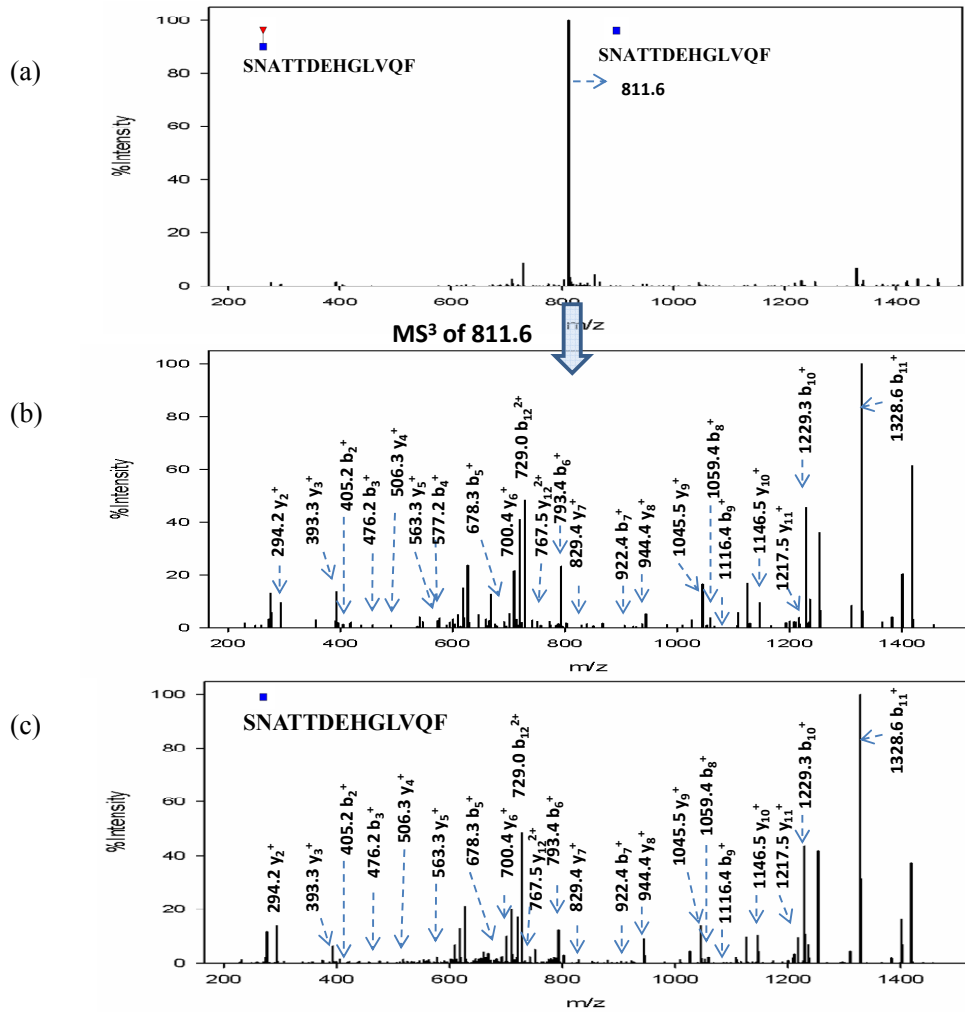 (a)
%Intensity
100
80
60
40
20
0
SNATTDEHGLVQF
SNATTDEHGLVQF
811.6
200 400 600 800 1000 1200 1400
m/z
MS³ of 811.6
(b)
%Intensity
100
80
60
40
20
0
294.2 y₂⁺
393.3 y₃⁺
405.2 b₂⁺
476.2 b₃⁺
506.3 y₄⁺
563.3 y₅⁺
577.2 b₄⁺
678.3 b₅⁺
700.4 y₆⁺
729.0 b₁₂²⁺
767.5 y₁₂²⁺
793.4 b₆⁺
829.4 y₇⁺
922.4 b₇⁺
944.4 y₈⁺
1045.5 y₉⁺
1059.4 b₈⁺
1116.4 b₉⁺
1146.5 y₁₀⁺
1217.5 y₁₁⁺
1229.3 b₁₀⁺
1328.6 b₁₁⁺
200 400 600 800 1000 1200 1400
m/z
(c)
%Intensity
100
80
60
40
20
0
SNATTDEHGLVQF
294.2 y₂⁺
393.3 y₃⁺
405.2 b₂⁺
476.2 b₃⁺
506.3 y₄⁺
563.3 y₅⁺
678.3 b₅⁺
700.4 y₆⁺
729.0 b₁₂²⁺
767.5 y₁₂²⁺
793.4 b₆⁺
829.4 y₇⁺
922.4 b₇⁺
944.4 y₈⁺
1045.5 y₉⁺
1059.4 b₈⁺
1116.4 b₉⁺
1146.5 y₁₀⁺
1217.5 y₁₁⁺
1229.3 b₁₀⁺
1328.6 b₁₁⁺
200 400 600 800 1000 1200 1400
m/z